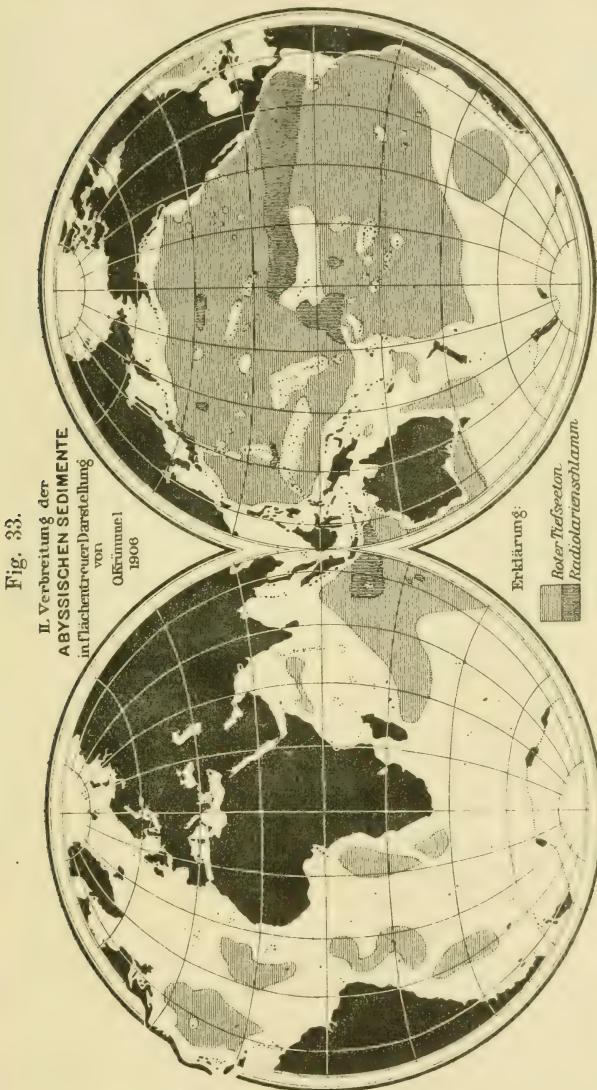 Fig. 33.
II. Verbreitung der
ABYSSISCHEN SEDIMENTE
in flächentreuer Darstellung
von
O. Krümmel
1906
Erklärung:
Roter Tiefseeton
Radiolarienschlamm